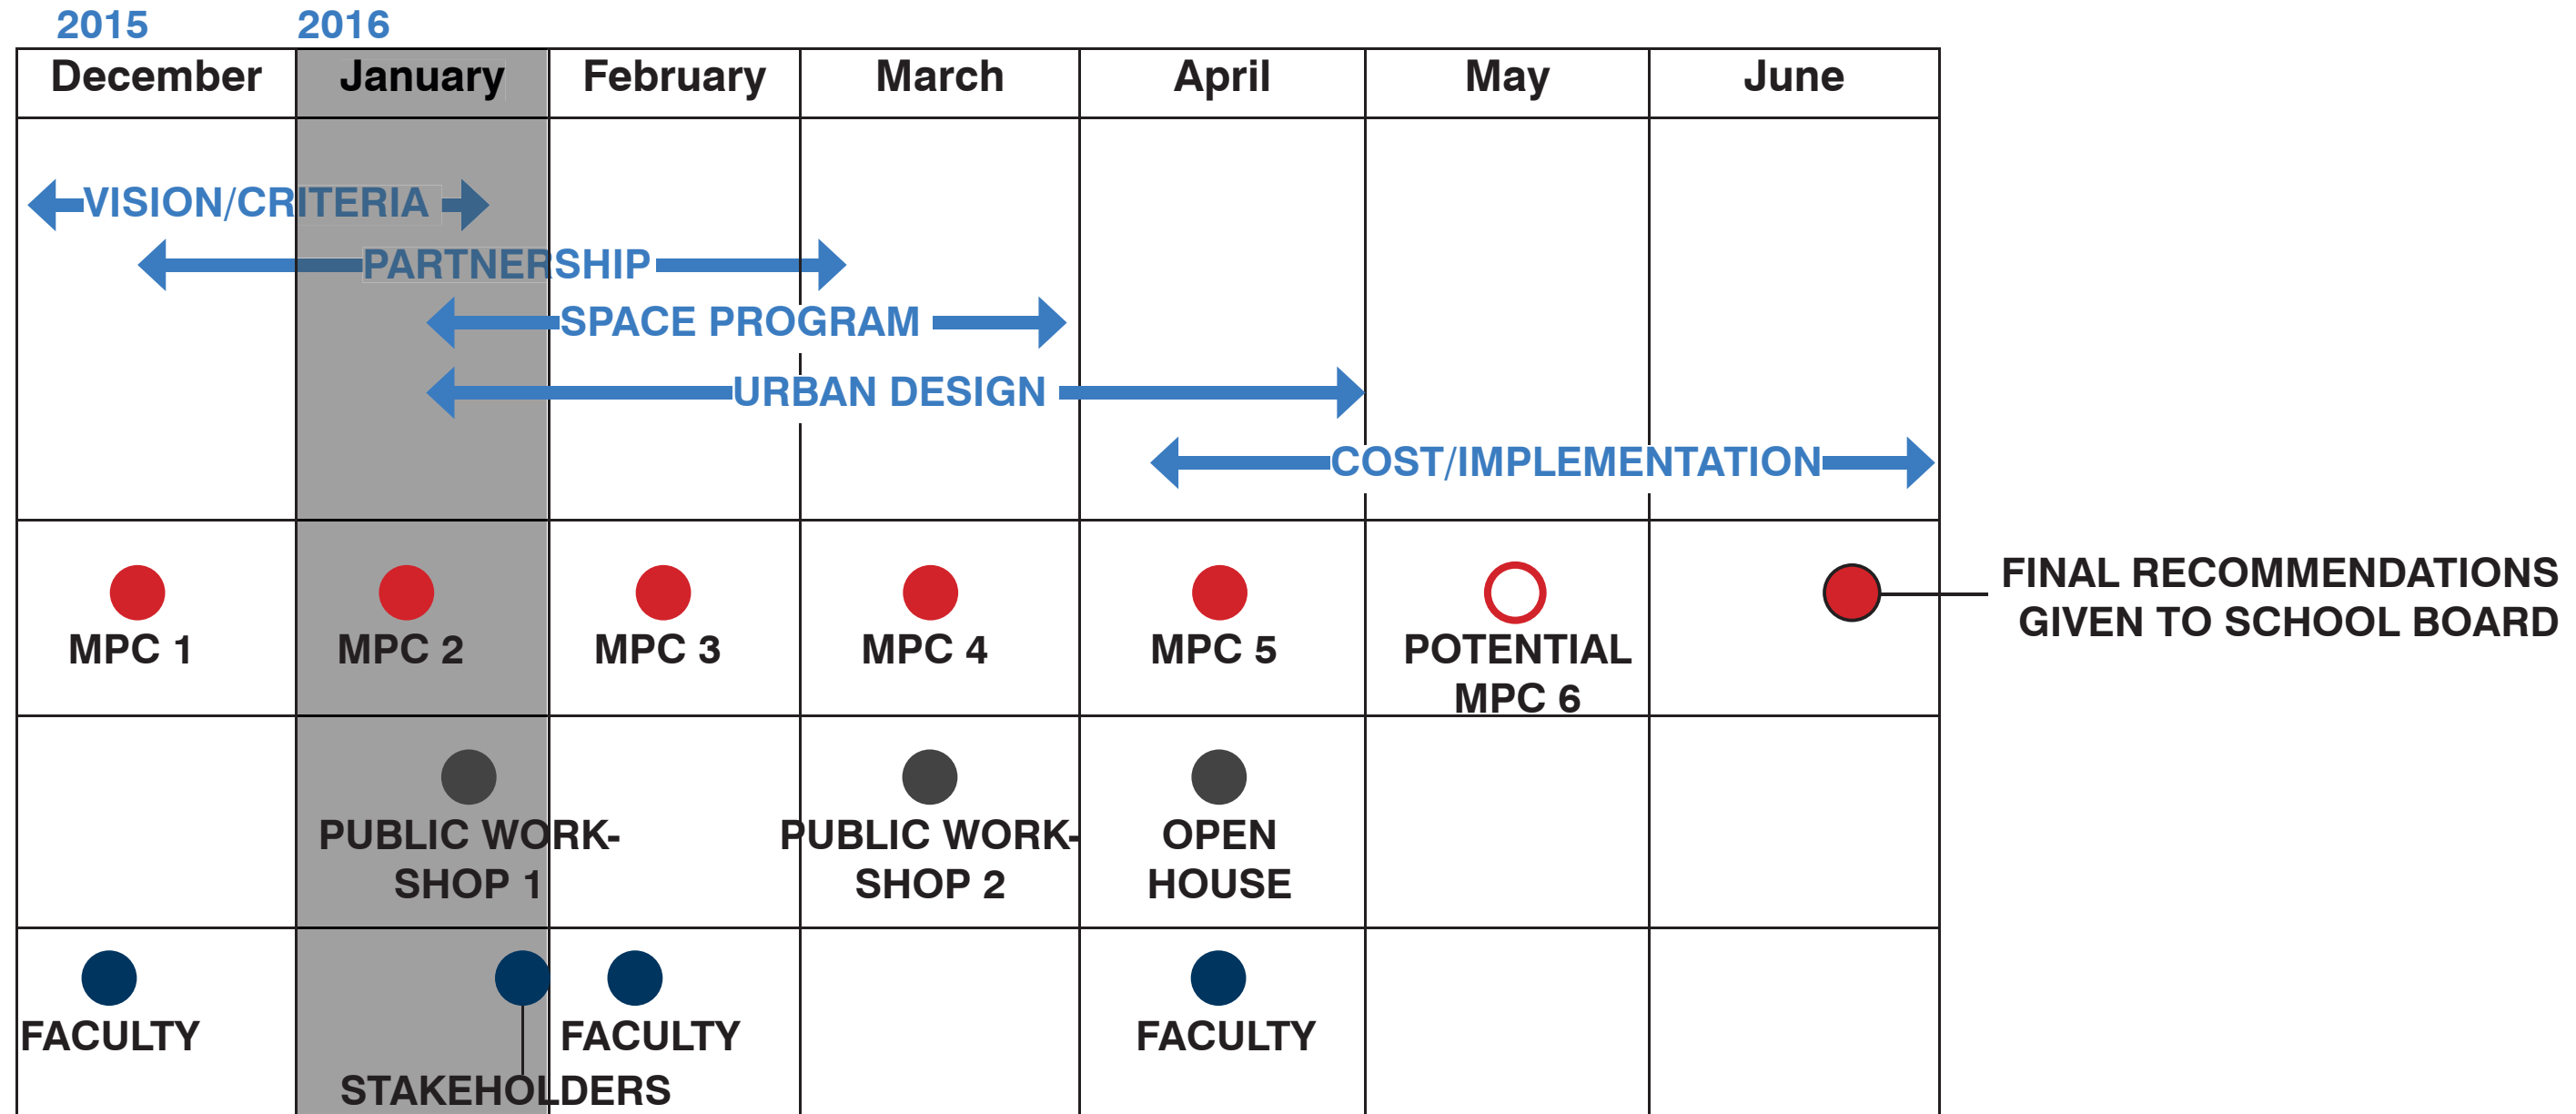 2015 2016
December January February March April May June
VISION/CRITERIA
PARTNERSHIP
SPACE PROGRAM
URBAN DESIGN
COST/IMPLEMENTATION
MPC 1 MPC 2 MPC 3 MPC 4 MPC 5 POTENTIAL
MPC 6
FINAL RECOMMENDATIONS
GIVEN TO SCHOOL BOARD
PUBLIC WORK-
SHOP 1
PUBLIC WORK-
SHOP 2
OPEN
HOUSE
FACULTY
STAKEHOLDERS
FACULTY
FACULTY